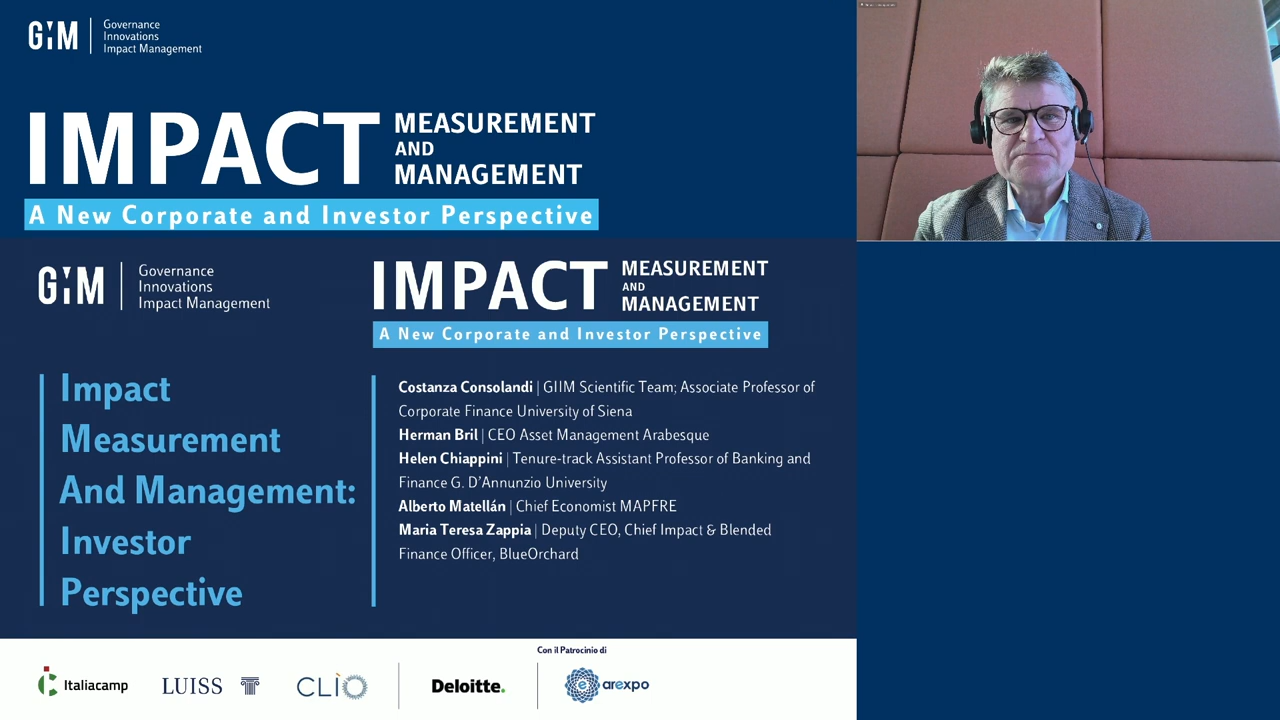 GIIM
Governance
Innovations
Impact Management
IMPACT
MEASUREMENT
AND
MANAGEMENT
A New Corporate and Investor Perspective
GIIM
Governance
Innovations
Impact Management
IMPACT
MEASUREMENT
AND
MANAGEMENT
A New Corporate and Investor Perspective
Impact
Measurement
And Management:
Investor
Perspective
Costanza Consolandi | GIIM Scientific Team; Associate Professor of
Corporate Finance University of Siena
Herman Bril | CEO Asset Management Arabesque
Helen Chiappini | Tenure-track Assistant Professor of Banking and
Finance G. D'Annunzio University
Alberto Matellán | Chief Economist MAPFRE
Maria Teresa Zappia | Deputy CEO, Chief Impact & Blended
Finance Officer, BlueOrchard
Con il Patrocinio di
Italiacamp
LUISS
CLÌO
Deloitte.
e arexpo